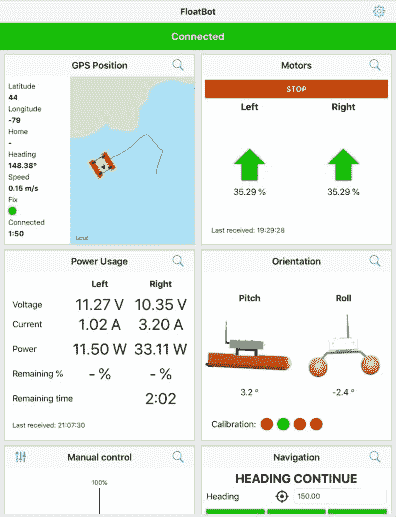 FloatBot
Connected
GPS Position
Latitude
44
Longitude
-79
Home
-
Heading
148.38°
Speed
0.15 m/s
Fix
Connected
1:50
Legal
Motors
STOP
Left Right
35.29 % 35.29 %
Last received: 19:29:28
Power Usage
Left Right
Voltage 11.27 V 10.35 V
Current 1.02 A 3.20 A
Power 11.50 W 33.11 W
Remaining % - % - %
Remaining time 2:02
Last received: 21:07:30
Orientation
Pitch Roll
3.2 ° -2.4 °
Calibration:
Manual control
100%
Navigation
HEADING CONTINUE
Heading 150.00